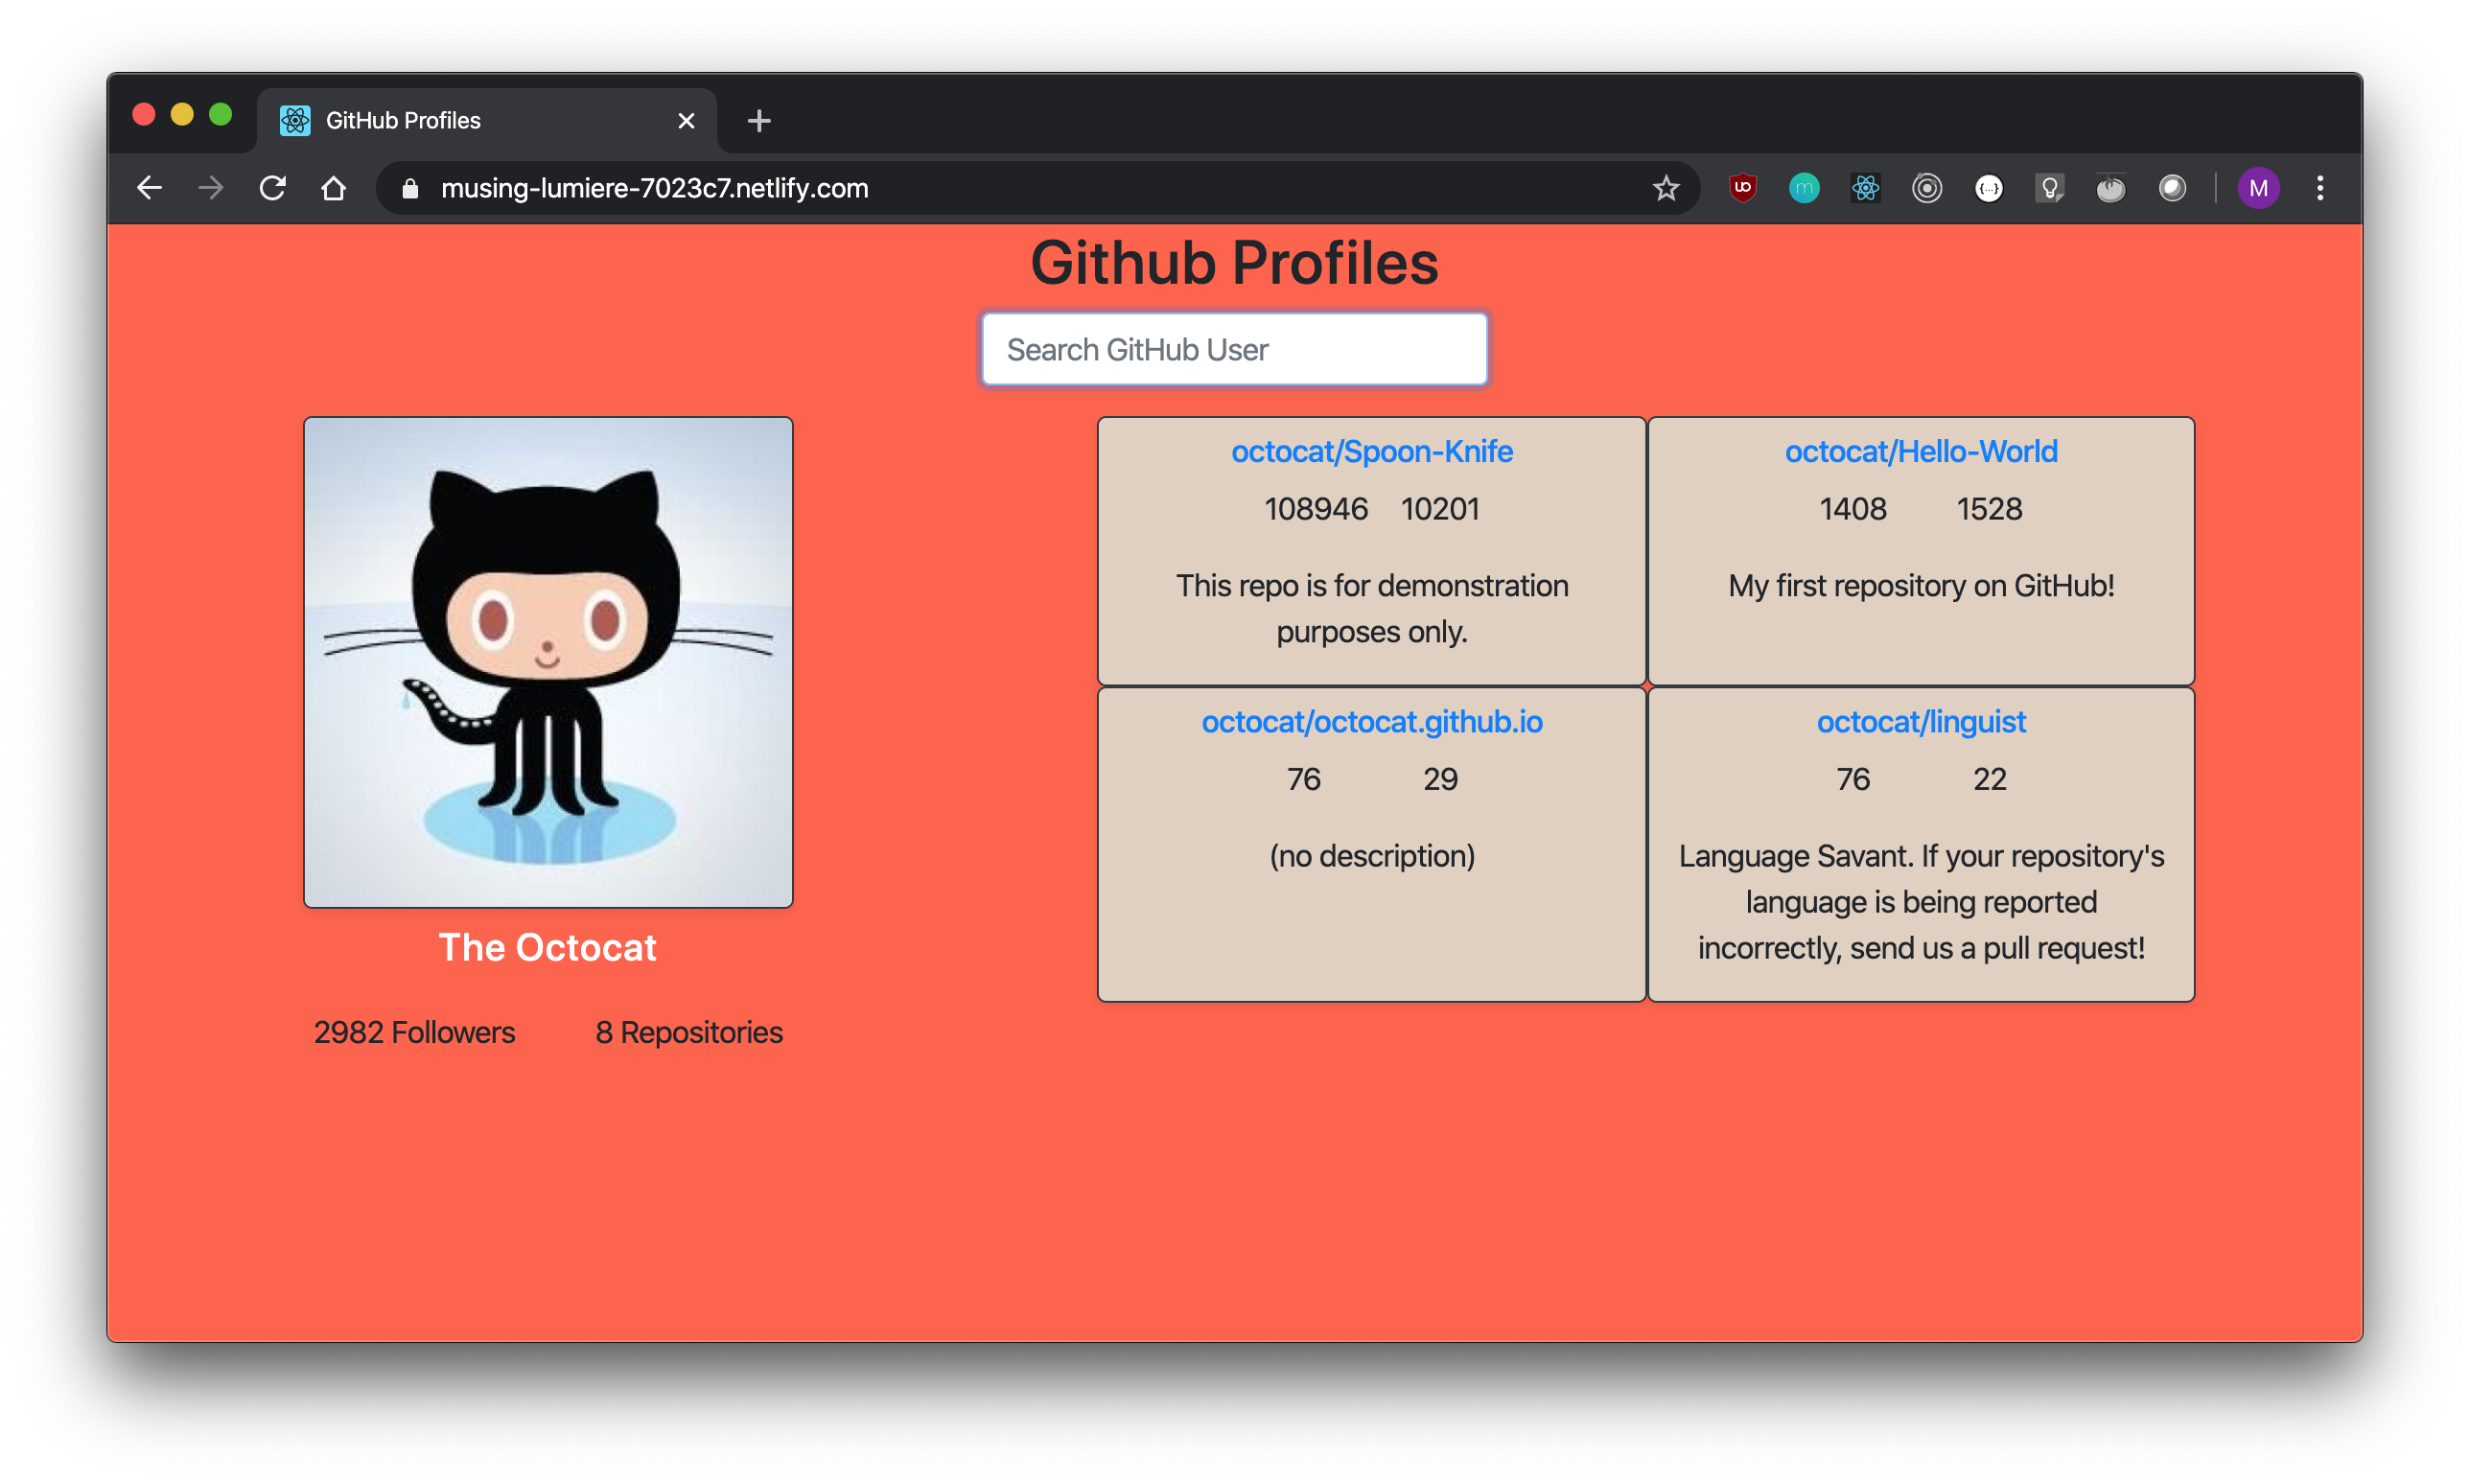 GitHub Profiles
musing-lumiere-7023c7.netlify.com
UO
m
{...}
M
Github Profiles
Search GitHub User
The Octocat
2982 Followers 8 Repositories
octocat/Spoon-Knife
108946 10201
This repo is for demonstration
purposes only.
octocat/Hello-World
1408 1528
My first repository on GitHub!
octocat/octocat.github.io
76 29
(no description)
octocat/linguist
76 22
Language Savant. If your repository's
language is being reported
incorrectly, send us a pull request!